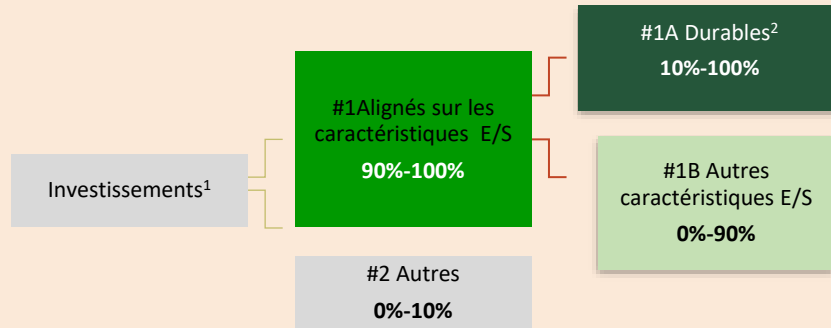 Investissements¹
#1Alignés sur les
caractéristiques E/S
90%-100%
#2 Autres
0%-10%
#1A Durables²
10%-100%
#1B Autres
caractéristiques E/S
0%-90%